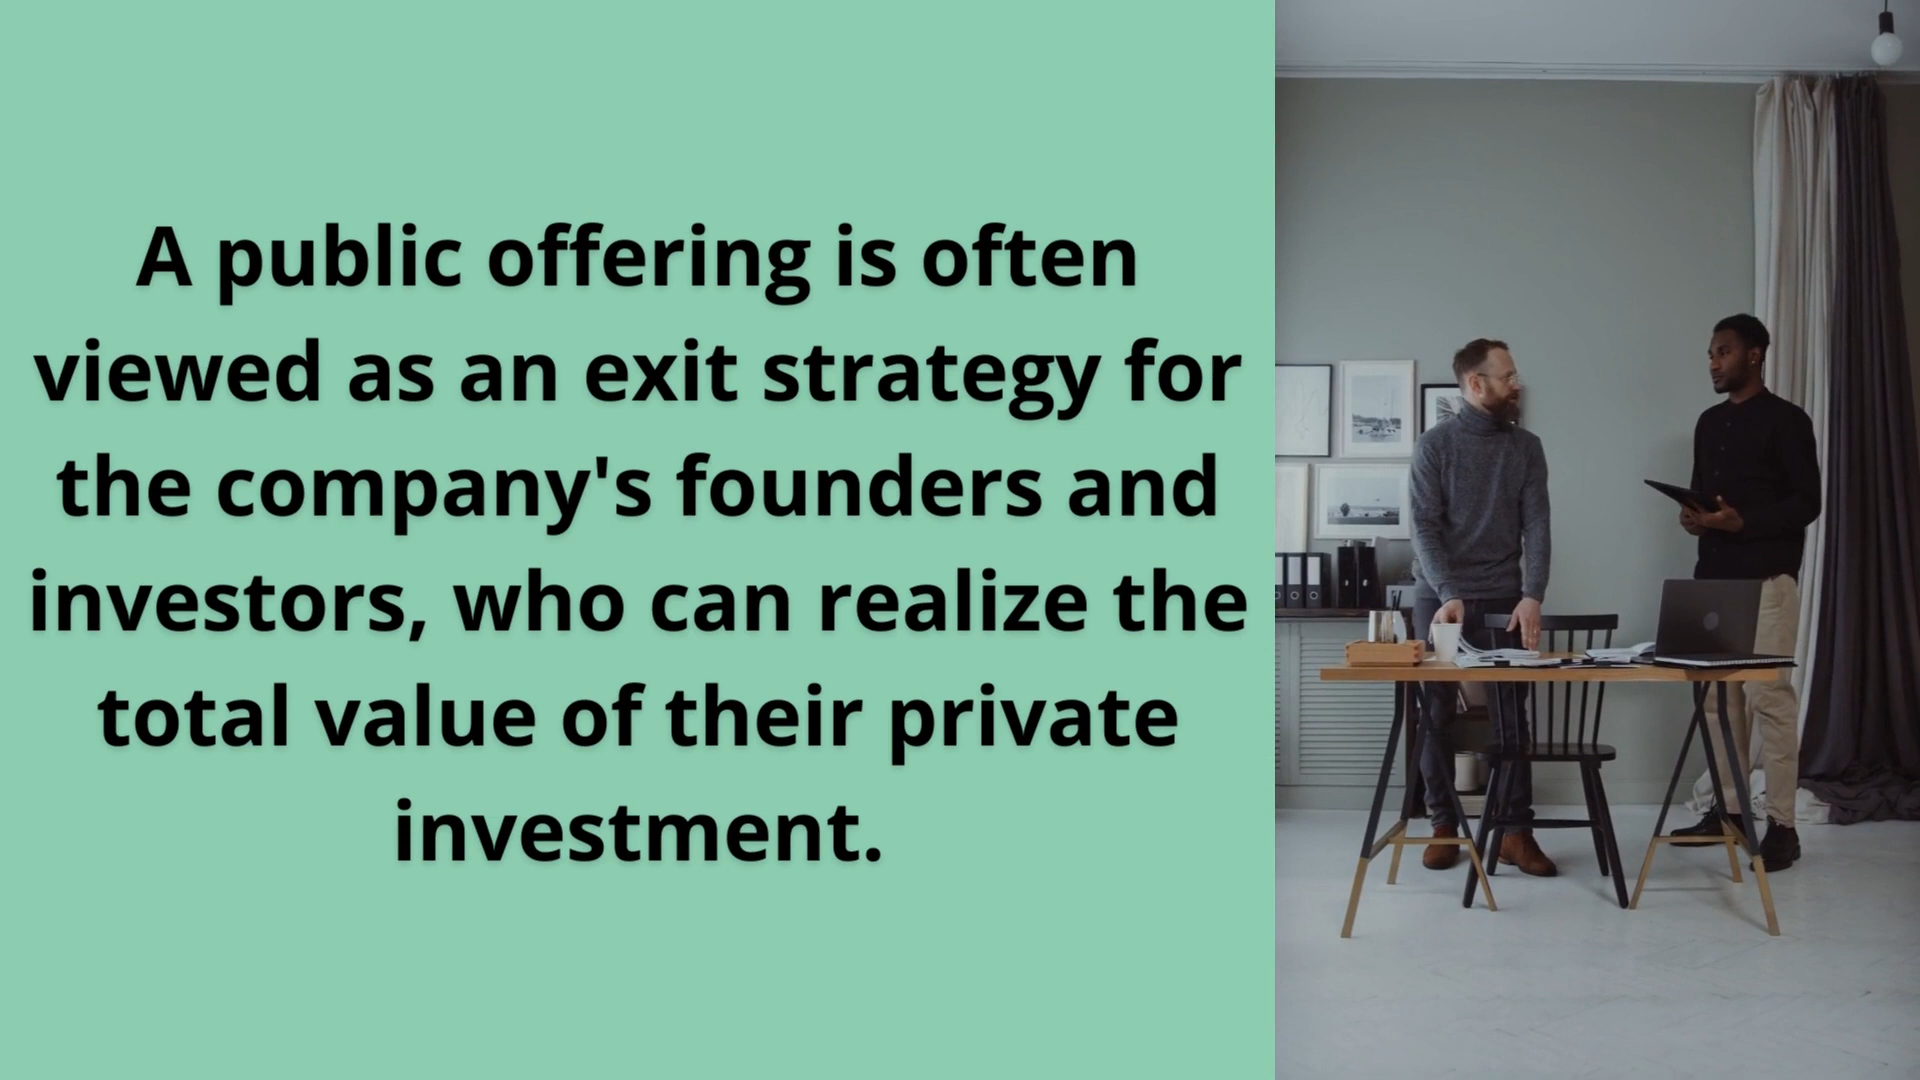 A public offering is often
viewed as an exit strategy for
the company's founders and
investors, who can realize the
total value of their private
investment.